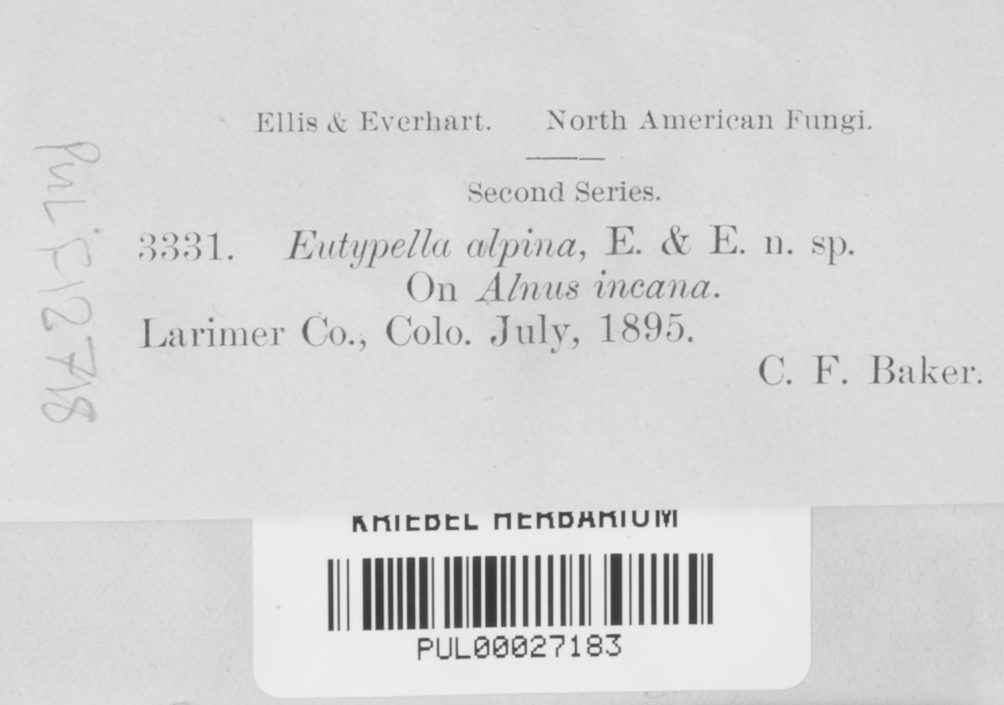 Ellis & Everhart. North American Fungi.
Second Series.
3331. Eutypella alpina, E. & E. n. sp.
On Alnus incana.
Larimer Co., Colo. July, 1895.
C. F. Baker.
PUL F12718
KRIEBEL HERBARIUM
PUL00027183